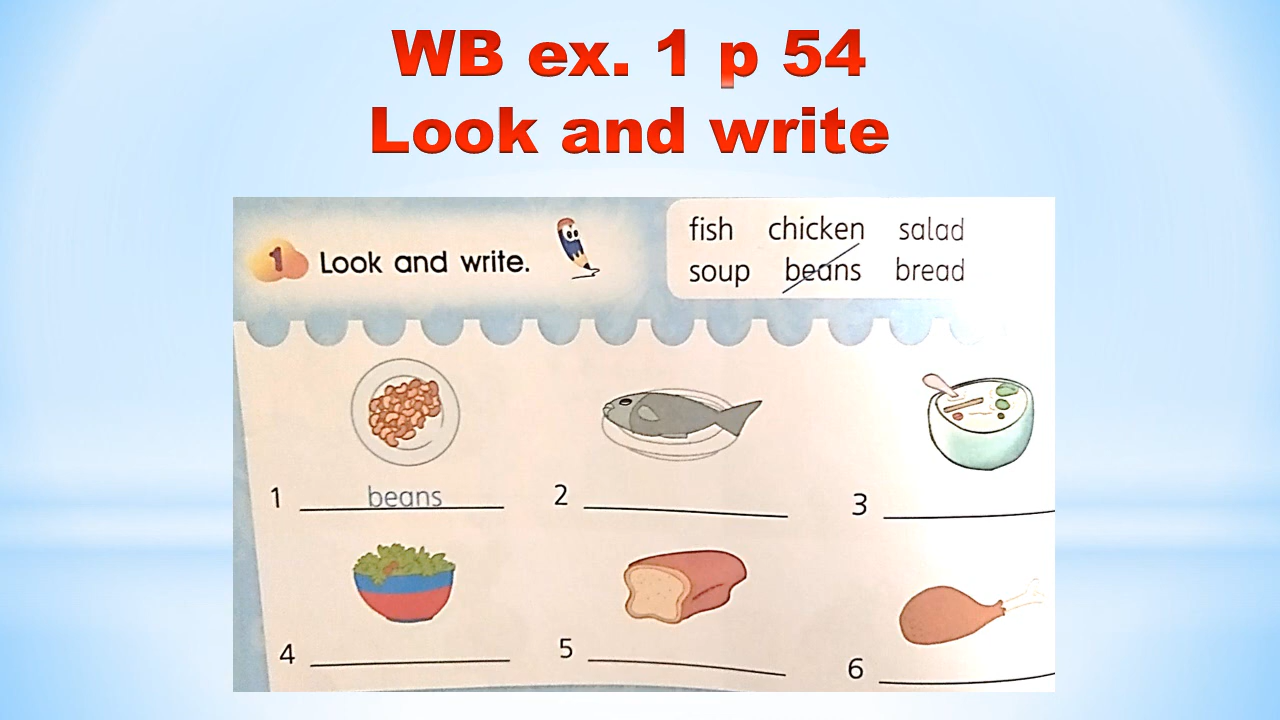 WB ex. 1 p 54
Look and write
1 Look and write.
fish chicken salad
soup beans bread
1 beans 2 3
4 5 6